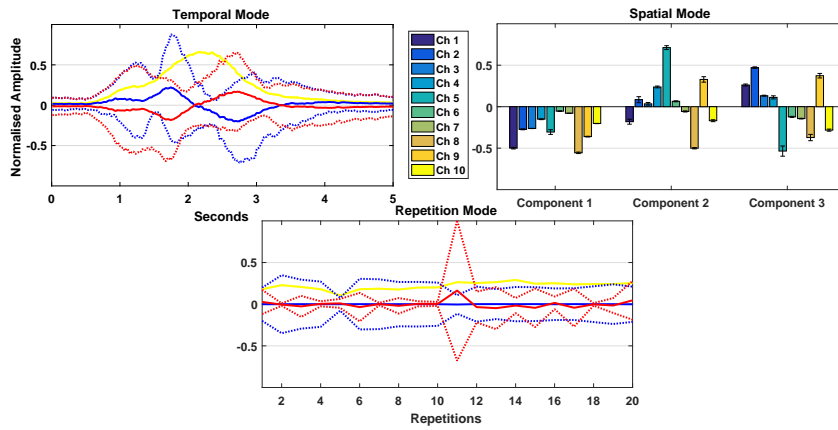 Temporal Mode
Normalised Amplitude
0.5
0
-0.5
0 1 2 3 4 5
Seconds
Ch 1
Ch 2
Ch 3
Ch 4
Ch 5
Ch 6
Ch 7
Ch 8
Ch 9
Ch 10
Spatial Mode
0.5
0
-0.5
Component 1 Component 2 Component 3
Repetition Mode
0.5
0
-0.5
2 4 6 8 10 12 14 16 18 20
Repetitions